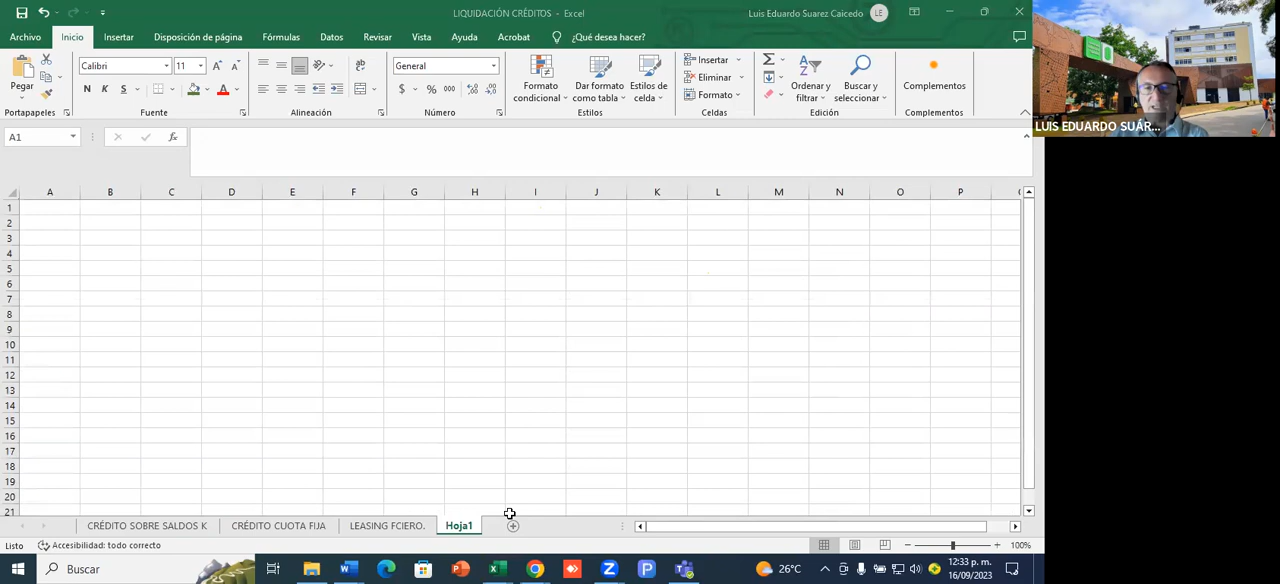 LIQUIDACIÓN CRÉDITOS - Excel
Luis Eduardo Suarez Caicedo LE
Archivo Inicio Insertar Disposición de página Fórmulas Datos Revisar Vista Ayuda Acrobat ¿Qué desea hacer?
Pegar
Calibri 11
N K S
General
$ % 000
Formato condicional
Dar formato como tabla
Estilos de celda
Insertar
Eliminar
Formato
Ordenar y filtrar
Buscar y seleccionar
Complementos
Portapapeles Fuente Alineación Número Estilos Celdas Edición Complementos
LUIS EDUARDO SUÁR...
A1 fx
A B C D E F G H I J K L M N O P
1
2
3
4
5
6
7
8
9
10
11
12
13
14
15
16
17
18
19
20
21
CRÉDITO SOBRE SALDOS K CRÉDITO CUOTA FIJA LEASING FCIERO. Hoja1
Listo Accesibilidad: todo correcto 100%
Buscar 26°C 12:33 p. m.
16/09/2023